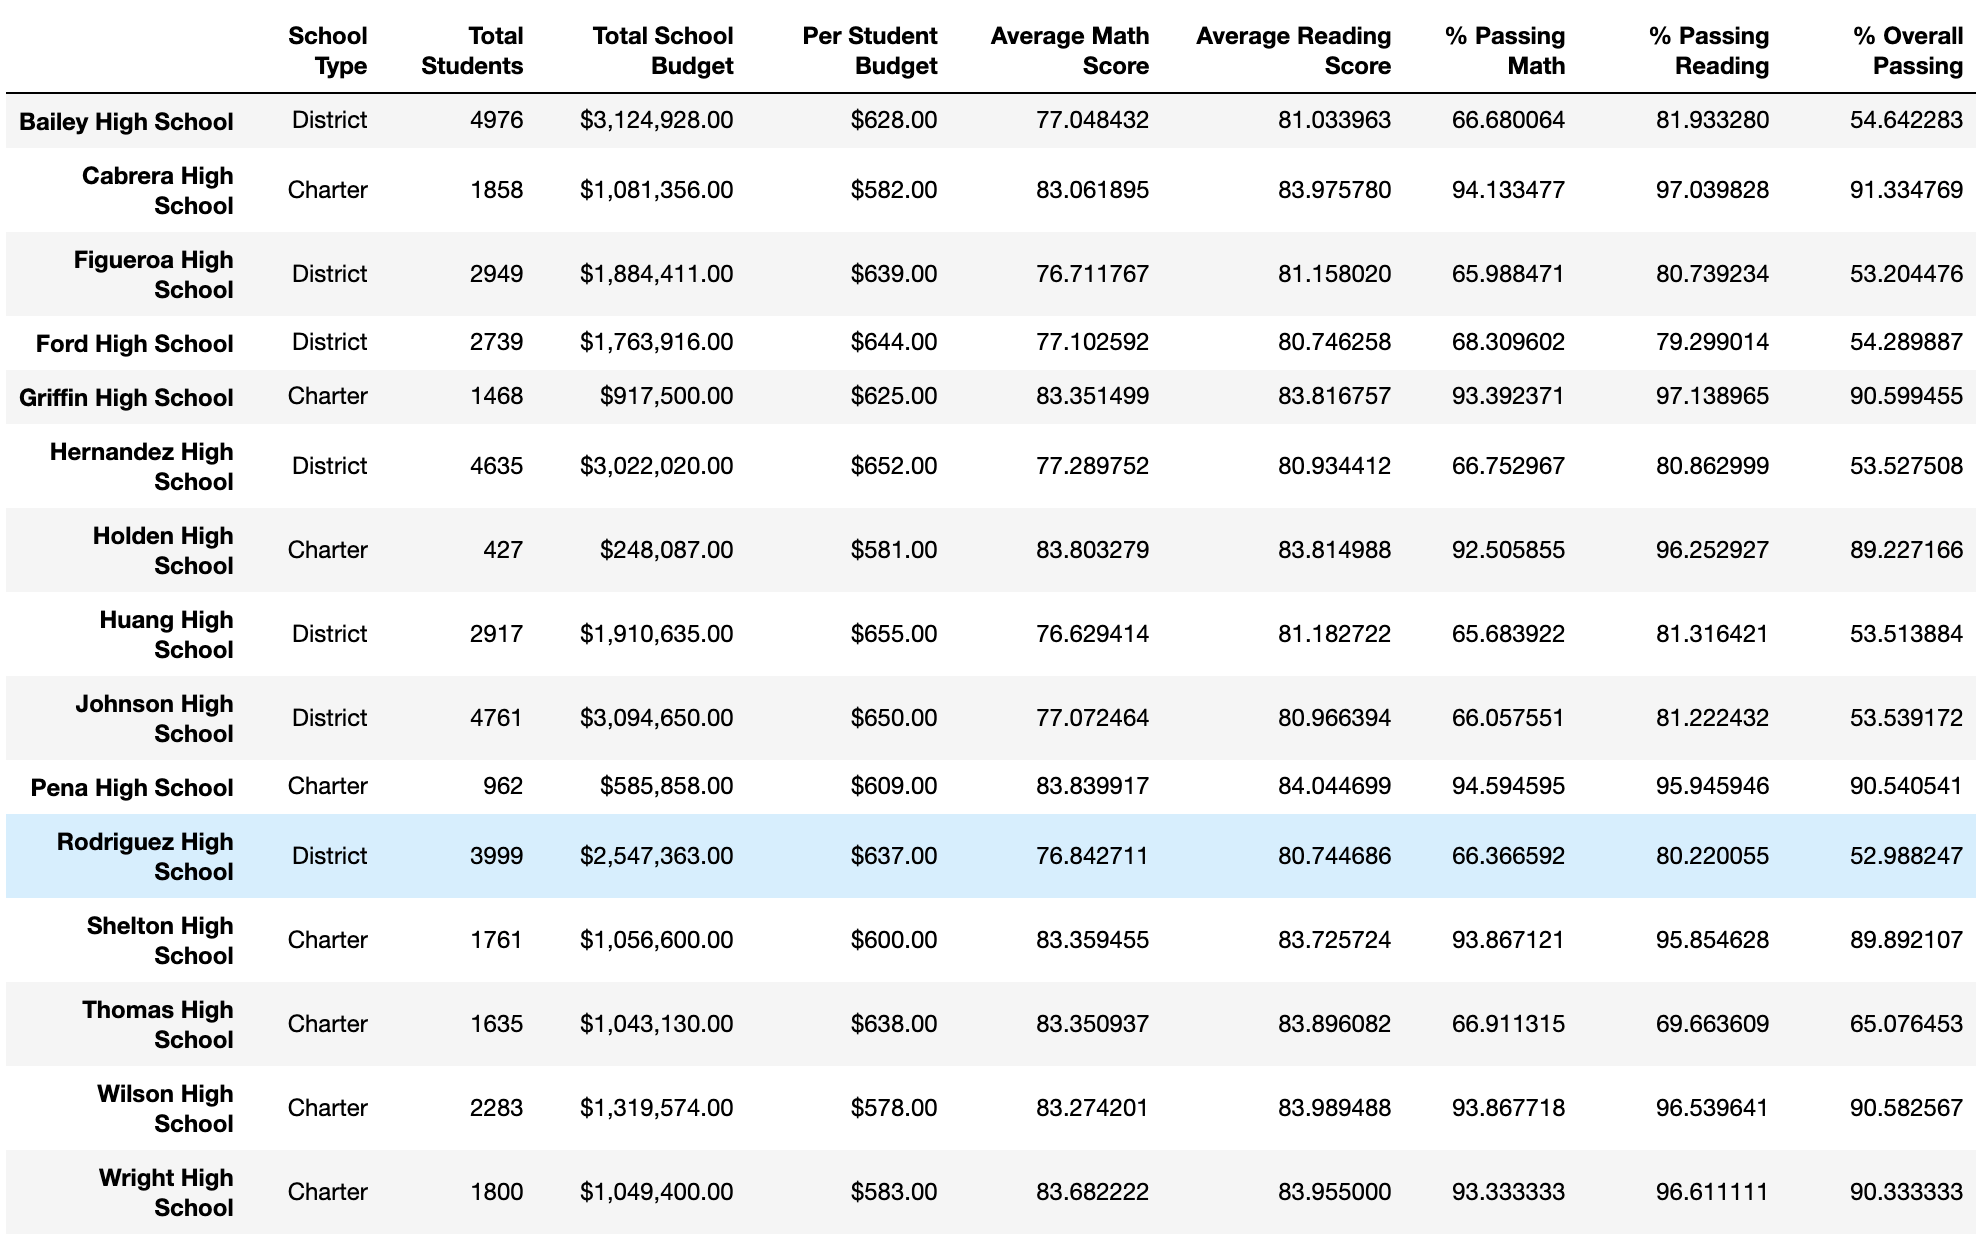 School Type Total Students Total School Budget Per Student Budget Average Math Score Average Reading Score % Passing Math % Passing Reading % Overall Passing
Bailey High School District 4976 $3,124,928.00 $628.00 77.048432 81.033963 66.680064 81.933280 54.642283
Cabrera High School Charter 1858 $1,081,356.00 $582.00 83.061895 83.975780 94.133477 97.039828 91.334769
Figueroa High School District 2949 $1,884,411.00 $639.00 76.711767 81.158020 65.988471 80.739234 53.204476
Ford High School District 2739 $1,763,916.00 $644.00 77.102592 80.746258 68.309602 79.299014 54.289887
Griffin High School Charter 1468 $917,500.00 $625.00 83.351499 83.816757 93.392371 97.138965 90.599455
Hernandez High School District 4635 $3,022,020.00 $652.00 77.289752 80.934412 66.752967 80.862999 53.527508
Holden High School Charter 427 $248,087.00 $581.00 83.803279 83.814988 92.505855 96.252927 89.227166
Huang High School District 2917 $1,910,635.00 $655.00 76.629414 81.182722 65.683922 81.316421 53.513884
Johnson High School District 4761 $3,094,650.00 $650.00 77.072464 80.966394 66.057551 81.222432 53.539172
Pena High School Charter 962 $585,858.00 $609.00 83.839917 84.044699 94.594595 95.945946 90.540541
Rodriguez High School District 3999 $2,547,363.00 $637.00 76.842711 80.744686 66.366592 80.220055 52.988247
Shelton High School Charter 1761 $1,056,600.00 $600.00 83.359455 83.725724 93.867121 95.854628 89.892107
Thomas High School Charter 1635 $1,043,130.00 $638.00 83.350937 83.896082 66.911315 69.663609 65.076453
Wilson High School Charter 2283 $1,319,574.00 $578.00 83.274201 83.989488 93.867718 96.539641 90.582567
Wright High School Charter 1800 $1,049,400.00 $583.00 83.682222 83.955000 93.333333 96.611111 90.333333